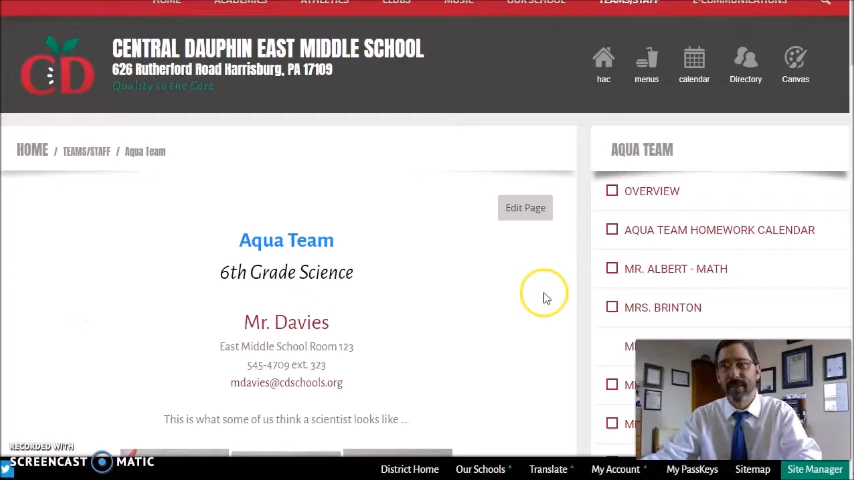 HOME ACADEMICS ATHLETICS CLUBS MUSIC OUR SCHOOL TEAMS/STAFF E-COMMUNICATIONS
CD
CENTRAL DAUPHIN EAST MIDDLE SCHOOL
626 Rutherford Road Harrisburg, PA 17109
Quality to the Core
hac menus calendar Directory Canvas
HOME / TEAMS/STAFF / Aqua Team
Edit Page
Aqua Team
6th Grade Science
Mr. Davies
East Middle School Room 123
545-4709 ext. 323
mdavies@cdschools.org
This is what some of us think a scientist looks like ...
AQUA TEAM
OVERVIEW
AQUA TEAM HOMEWORK CALENDAR
MR. ALBERT - MATH
MRS. BRINTON
RECORDED WITH
SCREENCAST MATIC
District Home Our Schools Translate My Account My PassKeys Sitemap Site Manager